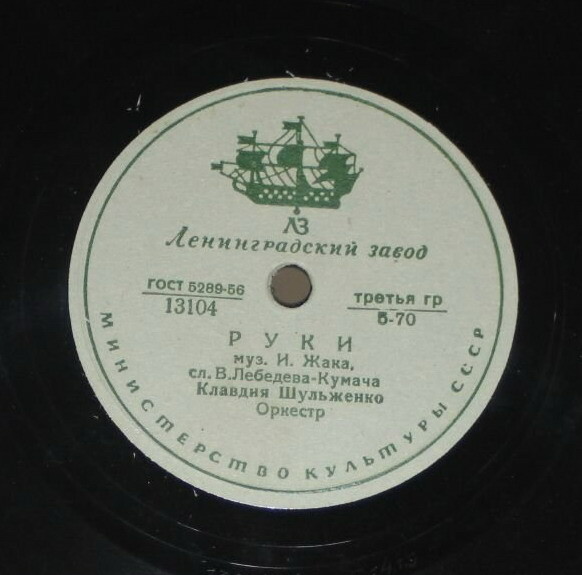 ЛЗ
Ленинградский завод
ГОСТ 5289-56
13104
третья гр
5-70
РУКИ
муз. И. Жака,
сл. В.Лебедева-Кумача
Клавдия Шульженко
Оркестр
МИНИСТЕРСТВО КУЛЬТУРЫ СССР